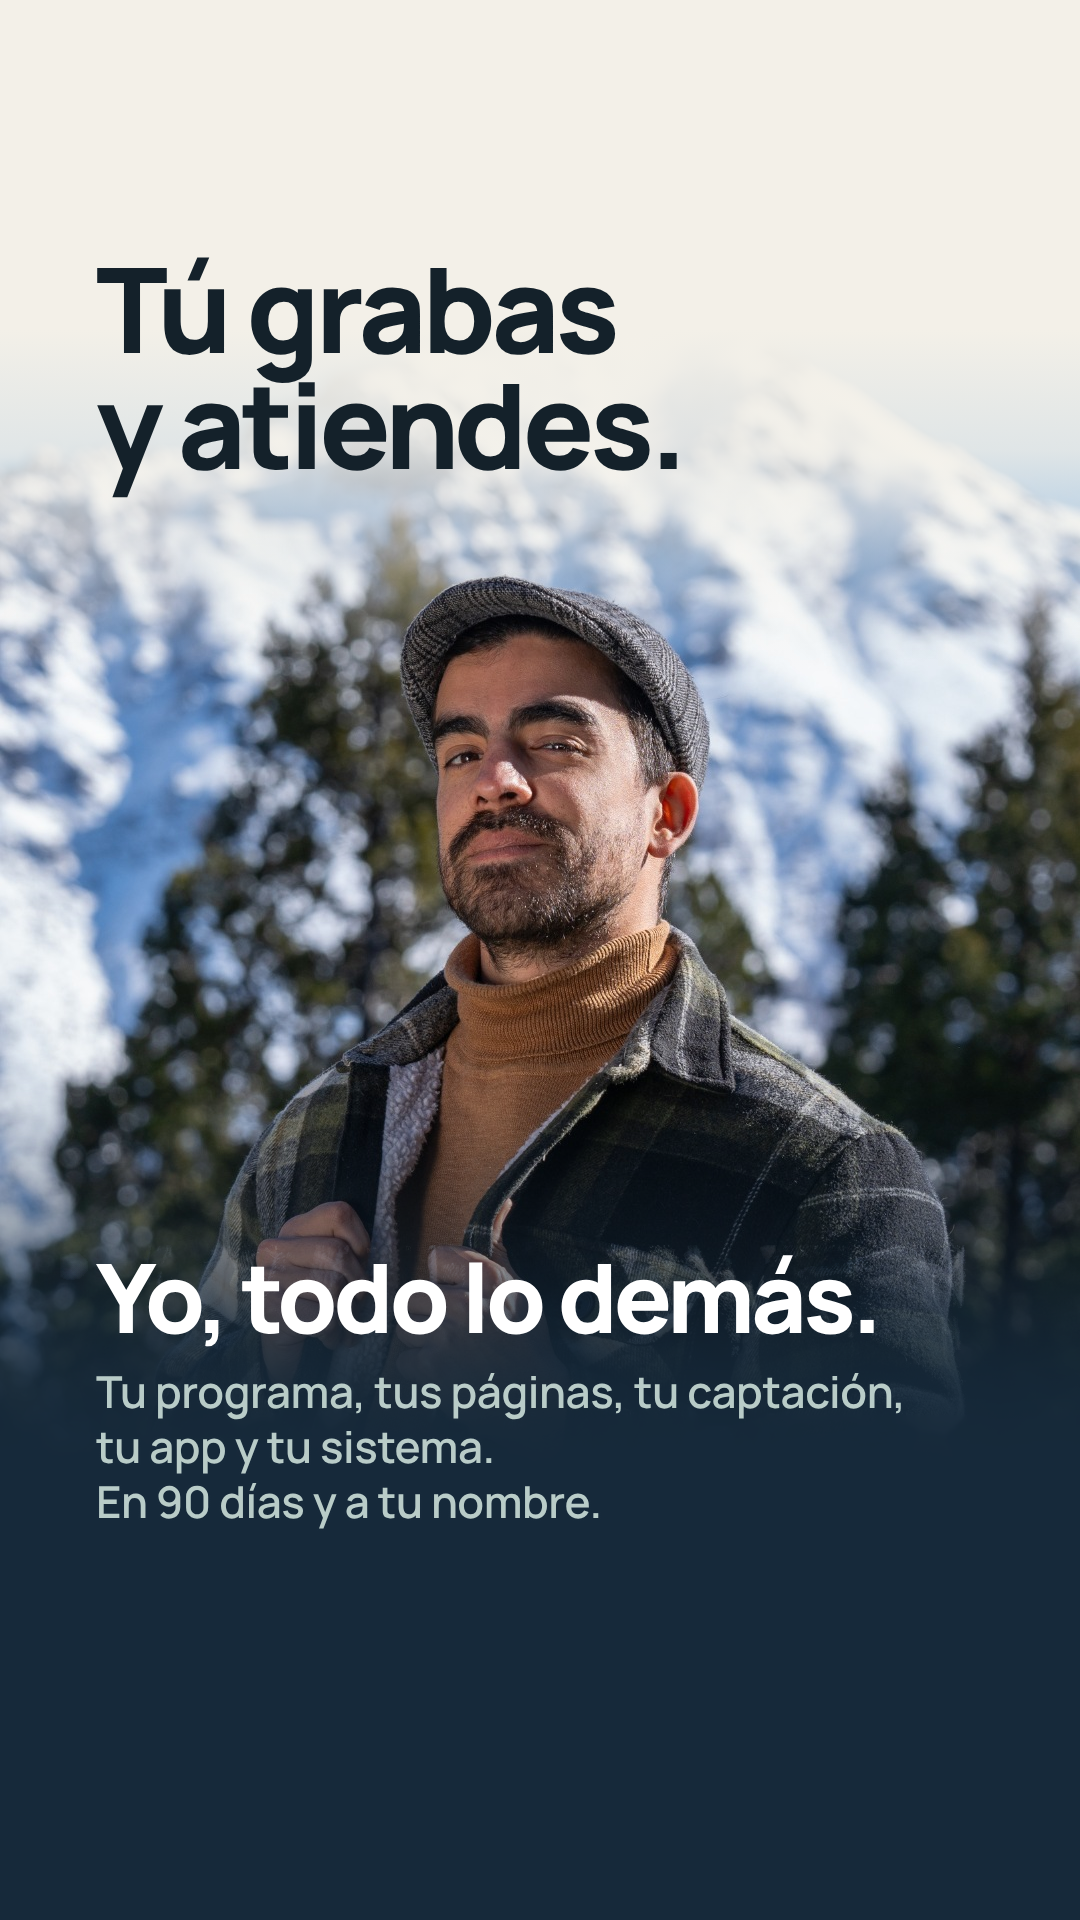 Tú grabas
y atiendes.
Yo, todo lo demás.
Tu programa, tus páginas, tu captación,
tu app y tu sistema.
En 90 días y a tu nombre.